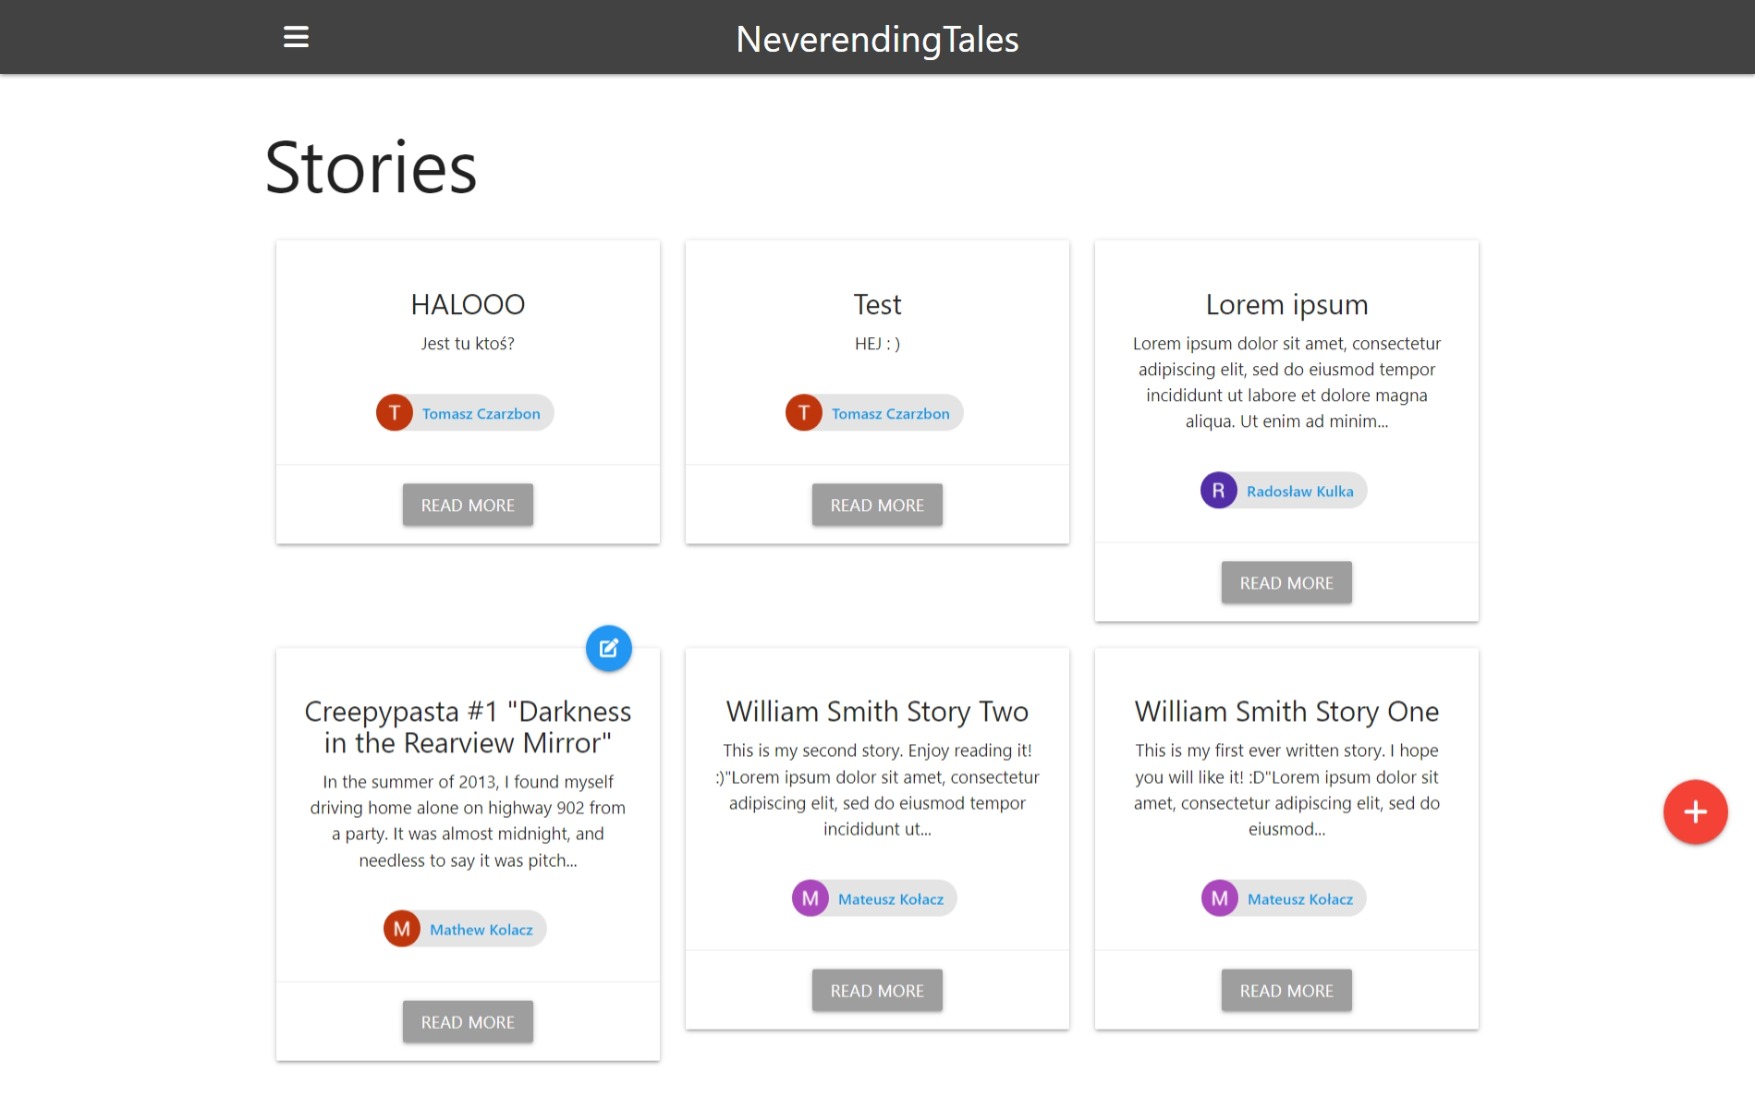 NeverendingTales
Stories
HALOOO
Jest tu ktoś?
T Tomasz Czarzbon
READ MORE
Test
HEJ : )
T Tomasz Czarzbon
READ MORE
Lorem ipsum
Lorem ipsum dolor sit amet, consectetur
adipiscing elit, sed do eiusmod tempor
incididunt ut labore et dolore magna
aliqua. Ut enim ad minim...
R Radosław Kulka
READ MORE
Creepypasta #1 "Darkness
in the Rearview Mirror"
In the summer of 2013, I found myself
driving home alone on highway 902 from
a party. It was almost midnight, and
needless to say it was pitch...
M Mathew Kolacz
READ MORE
William Smith Story Two
This is my second story. Enjoy reading it!
:)"Lorem ipsum dolor sit amet, consectetur
adipiscing elit, sed do eiusmod tempor
incididunt ut...
M Mateusz Kołacz
READ MORE
William Smith Story One
This is my first ever written story. I hope
you will like it! :D"Lorem ipsum dolor sit
amet, consectetur adipiscing elit, sed do
eiusmod...
M Mateusz Kołacz
READ MORE